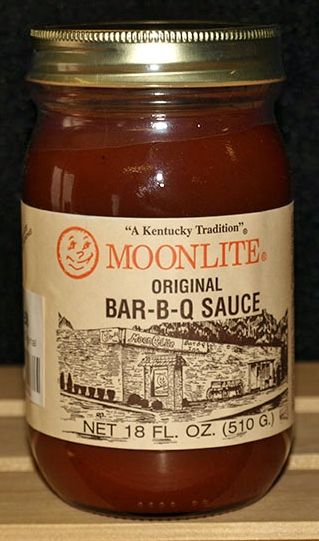 "A Kentucky Tradition"®
MOONLITE®
ORIGINAL
BAR-B-Q SAUCE
NET 18 FL. OZ. (510 G.)